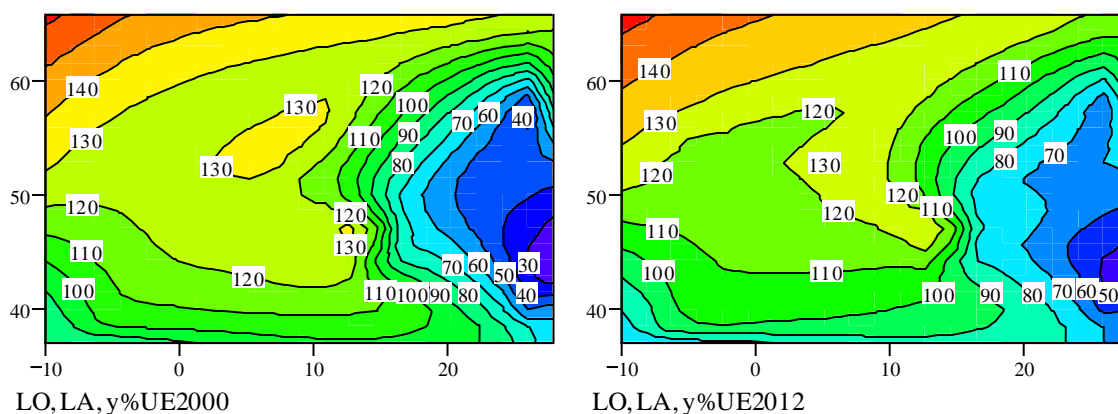 60
140
120
130 100
70 60 40
130 110 90
130 80
50
120 120
110 130
120 70 60 50 30
100 110 100 90 80 40
40
−10 0 10 20
LO, LA, y%UE2000
60 110
140
120
130 100 90
130 80 70
120
50 120
120 110
110
100 110
100 90 80 70 60 50
40
−10 0 10 20
LO, LA, y%UE2012